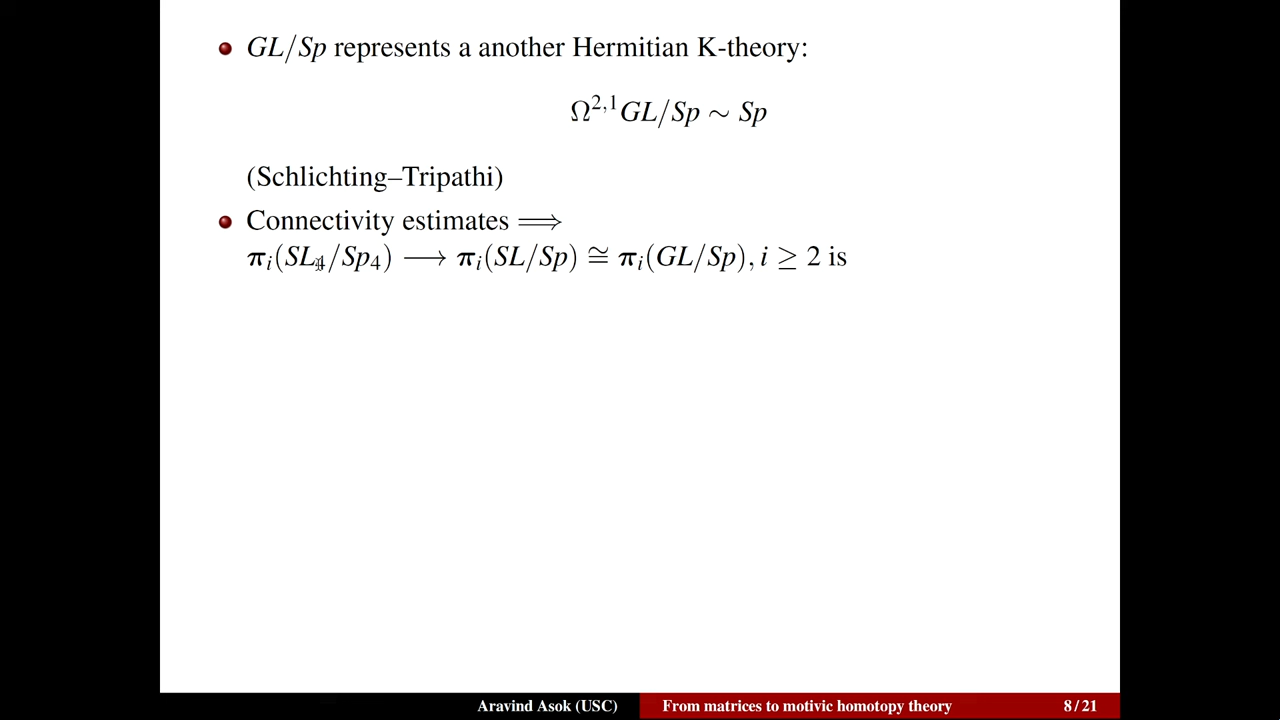 GL/Sp represents a another Hermitian K-theory:
Ω^{2,1}GL/Sp ∼ Sp
(Schlichting–Tripathi)
Connectivity estimates ⟹
π_i(SL_4/Sp_4) ⟶ π_i(SL/Sp) ≅ π_i(GL/Sp), i ≥ 2 is
Aravind Asok (USC) From matrices to motivic homotopy theory 8 / 21